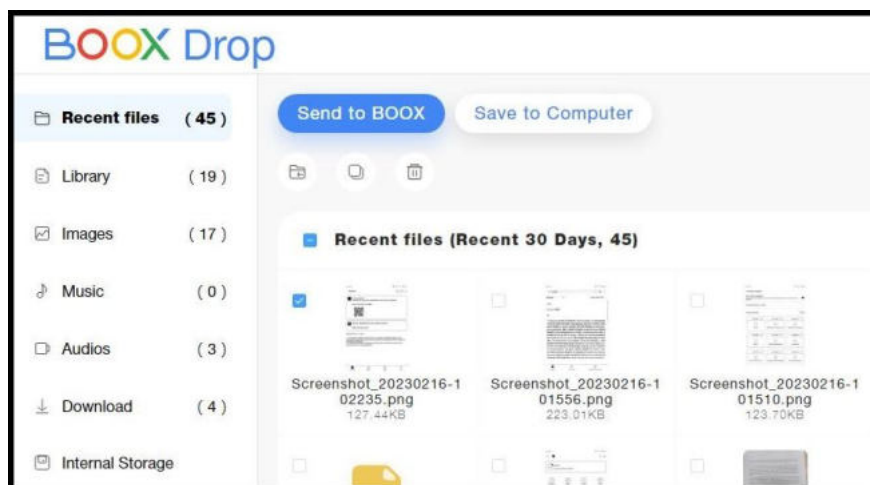 BOOX Drop
Recent files (45)
Library (19)
Images (17)
Music (0)
Audios (3)
Download (4)
Internal Storage
Send to BOOX
Save to Computer
Recent files (Recent 30 Days, 45)
Screenshot_20230216-1
02235.png
127.44KB
Screenshot_20230216-1
01556.png
223.01KB
Screenshot_20230216-1
01510.png
123.70KB